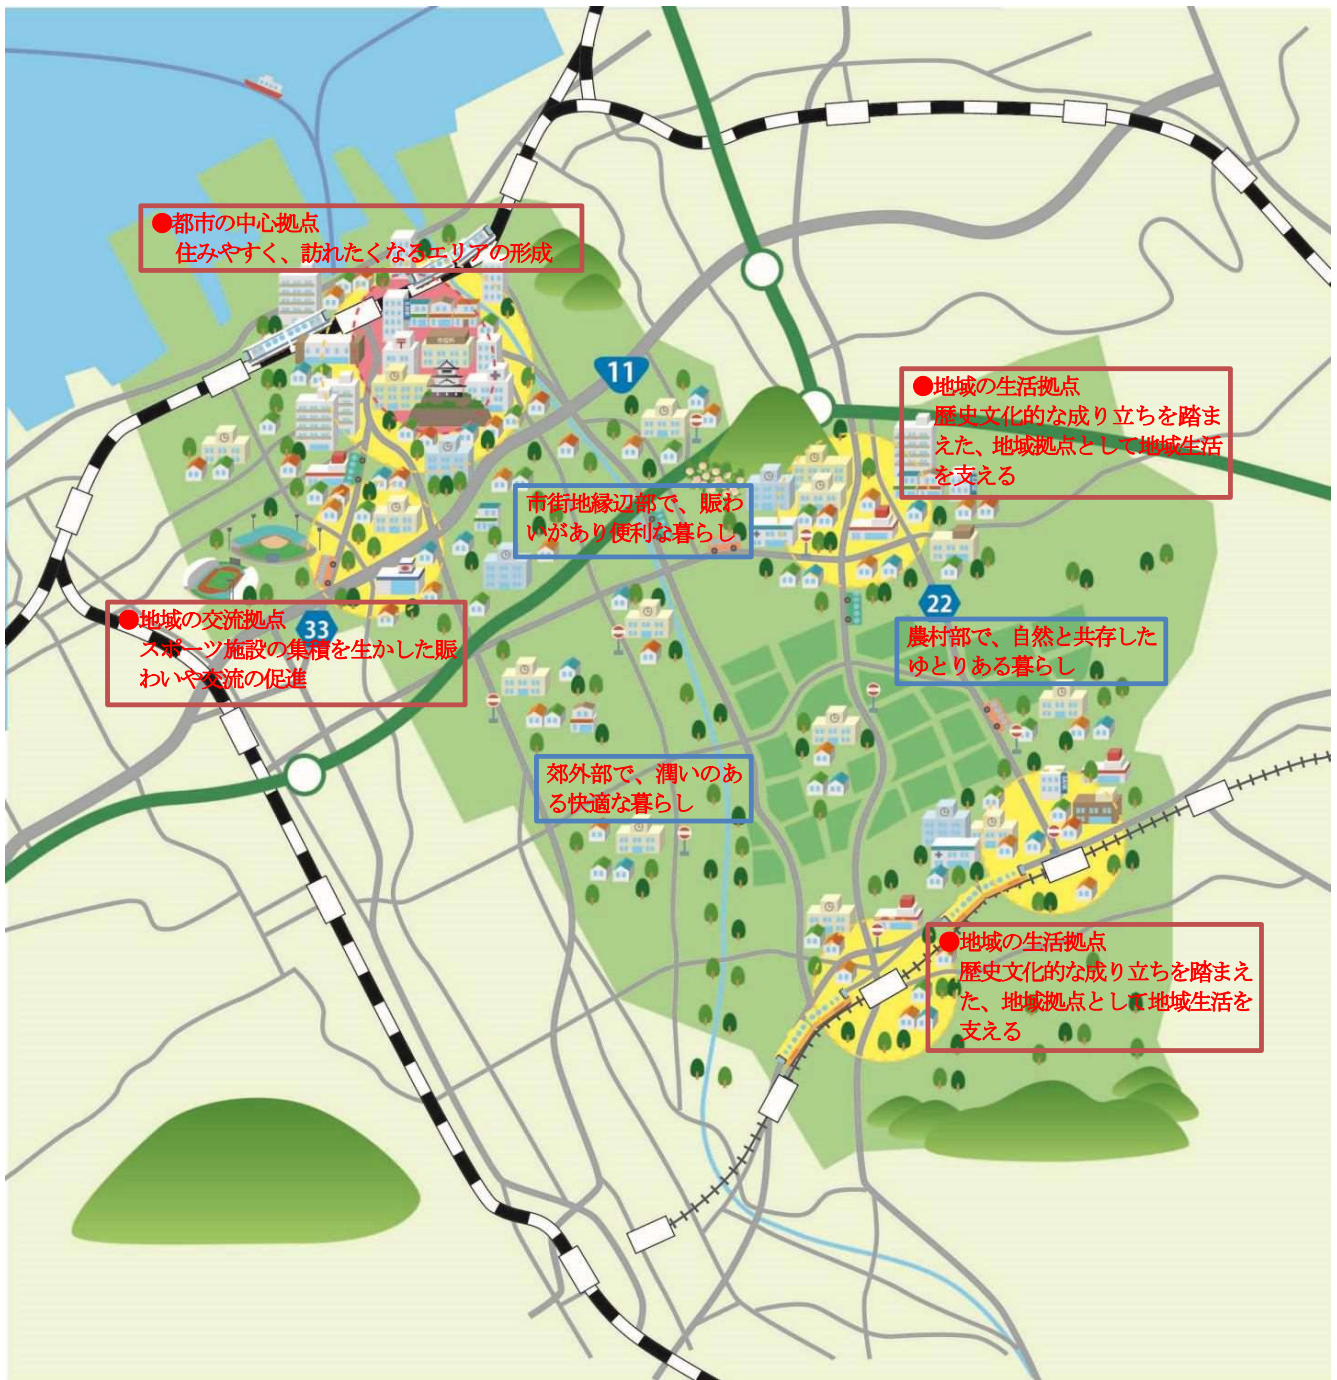 ●都市の中心拠点
住みやすく、訪れたくなるエリアの形成
市役所
11
●地域の生活拠点
歴史文化的な成り立ちを踏ま
えた、地域拠点として地域生活
を支える
市街地縁辺部で、賑わ
いがあり便利な暮らし
22
●地域の交流拠点
33
スポーツ施設の集積を生かした賑
わいや交流の促進
農村部で、自然と共存した
ゆとりある暮らし
郊外部で、潤いのあ
る快適な暮らし
●地域の生活拠点
歴史文化的な成り立ちを踏まえ
た、地域拠点として地域生活を
支える